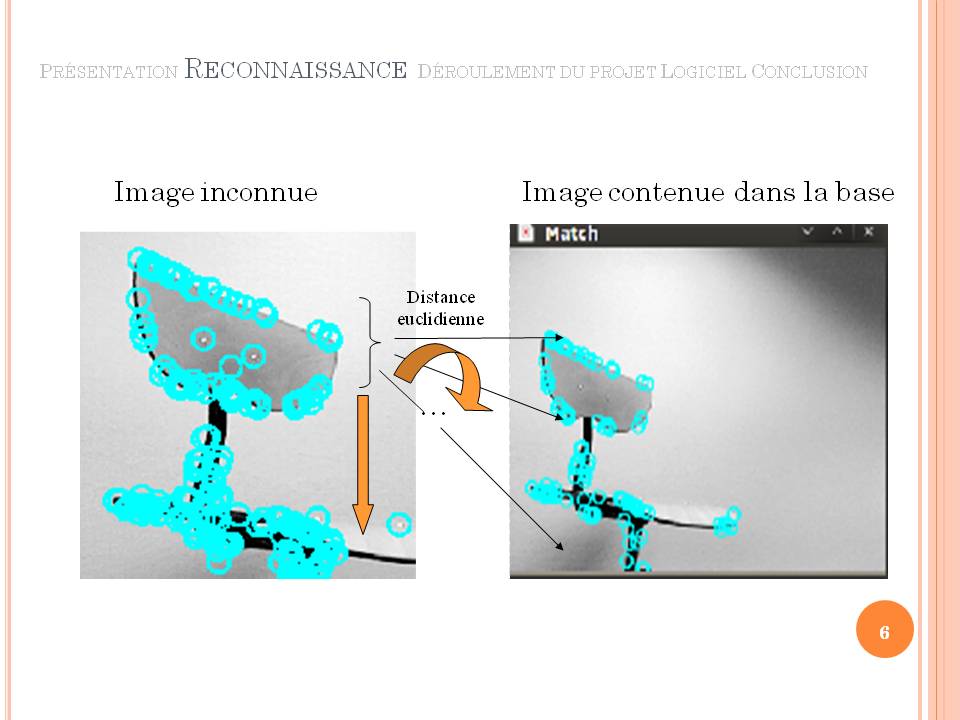 PRÉSENTATION RECONNAISSANCE DÉROULEMENT DU PROJET LOGICIEL CONCLUSION
Image inconnue
Image contenue dans la base
Match
Distance
euclidienne
...
6